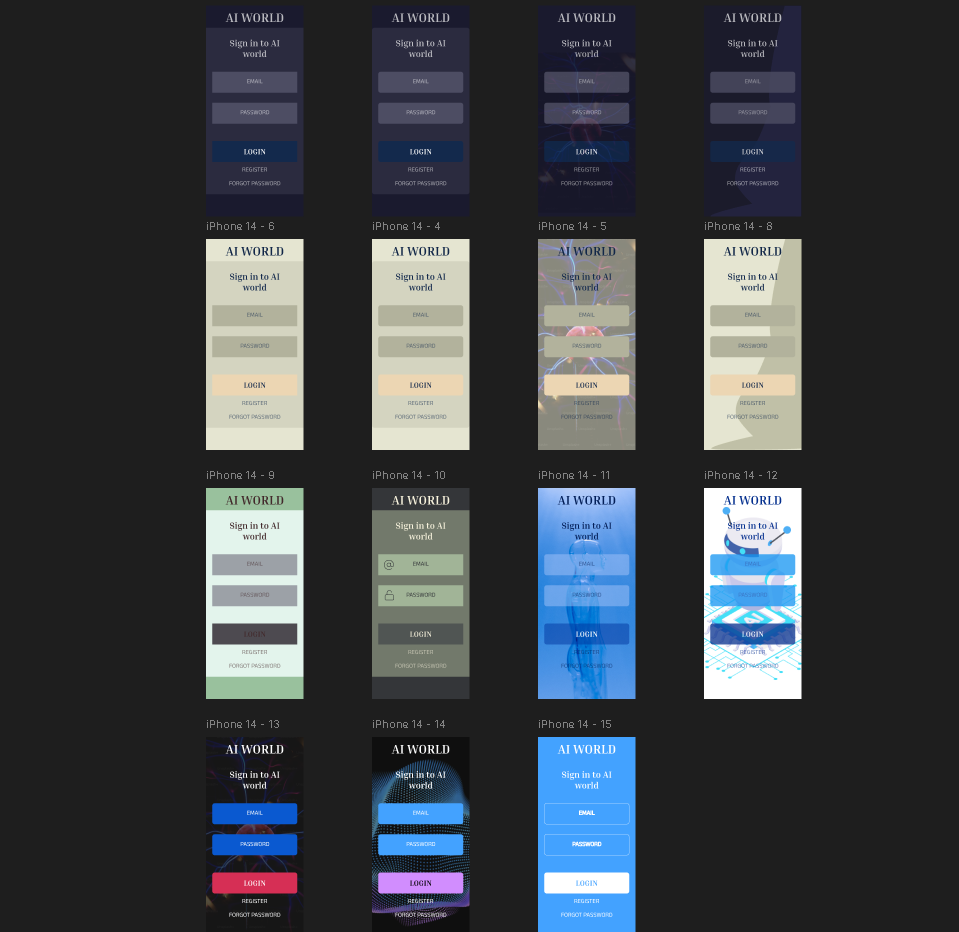 AI WORLD
Sign in to AI
world
EMAIL
PASSWORD
LOGIN
REGISTER
FORGOT PASSWORD
AI WORLD
Sign in to AI
world
EMAIL
PASSWORD
LOGIN
REGISTER
FORGOT PASSWORD
AI WORLD
Sign in to AI
world
EMAIL
PASSWORD
LOGIN
REGISTER
FORGOT PASSWORD
AI WORLD
Sign in to AI
world
EMAIL
PASSWORD
LOGIN
REGISTER
FORGOT PASSWORD
iPhone 14 - 6
AI WORLD
Sign in to AI
world
EMAIL
PASSWORD
LOGIN
REGISTER
FORGOT PASSWORD
iPhone 14 - 4
AI WORLD
Sign in to AI
world
EMAIL
PASSWORD
LOGIN
REGISTER
FORGOT PASSWORD
iPhone 14 - 5
AI WORLD
Sign in to AI
world
EMAIL
PASSWORD
LOGIN
REGISTER
FORGOT PASSWORD
iPhone 14 - 8
AI WORLD
Sign in to AI
world
EMAIL
PASSWORD
LOGIN
REGISTER
FORGOT PASSWORD
iPhone 14 - 9
AI WORLD
Sign in to AI
world
EMAIL
PASSWORD
LOGIN
REGISTER
FORGOT PASSWORD
iPhone 14 - 10
AI WORLD
Sign in to AI
world
@ EMAIL
PASSWORD
LOGIN
REGISTER
FORGOT PASSWORD
iPhone 14 - 11
AI WORLD
Sign in to AI
world
EMAIL
PASSWORD
LOGIN
REGISTER
FORGOT PASSWORD
iPhone 14 - 12
AI WORLD
Sign in to AI
world
EMAIL
PASSWORD
LOGIN
REGISTER
FORGOT PASSWORD
iPhone 14 - 13
AI WORLD
Sign in to AI
world
EMAIL
PASSWORD
LOGIN
REGISTER
FORGOT PASSWORD
iPhone 14 - 14
AI WORLD
Sign in to AI
world
EMAIL
PASSWORD
LOGIN
REGISTER
FORGOT PASSWORD
iPhone 14 - 15
AI WORLD
Sign in to AI
world
EMAIL
PASSWORD
LOGIN
REGISTER
FORGOT PASSWORD